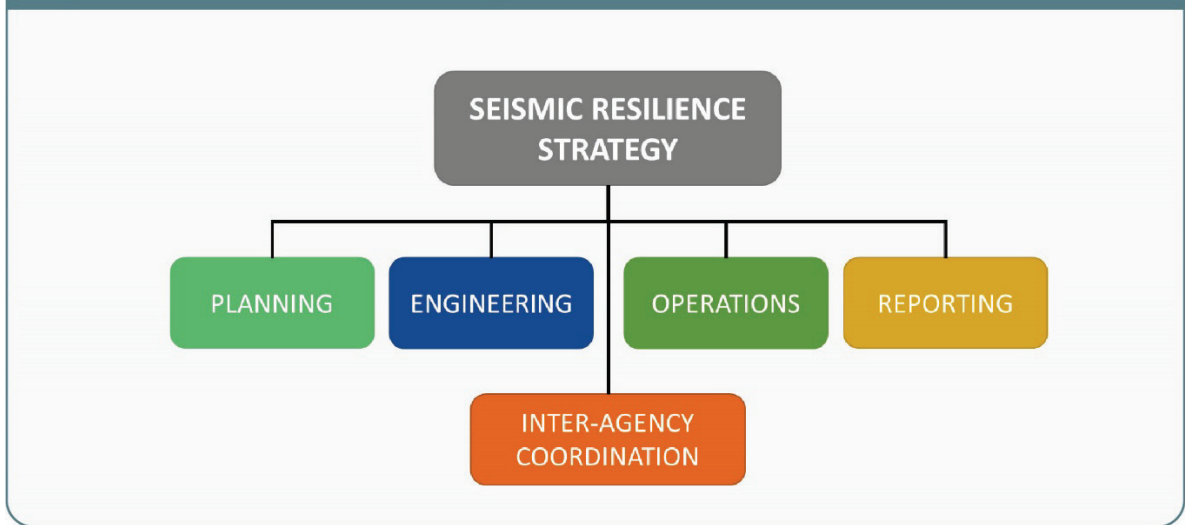 SEISMIC RESILIENCE
STRATEGY
PLANNING
ENGINEERING
OPERATIONS
REPORTING
INTER-AGENCY
COORDINATION